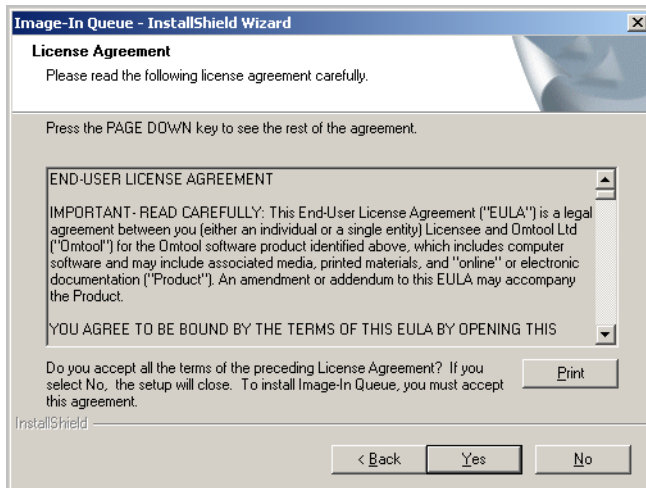 Image-In Queue - InstallShield Wizard
License Agreement
Please read the following license agreement carefully.
Press the PAGE DOWN key to see the rest of the agreement.
END-USER LICENSE AGREEMENT
IMPORTANT- READ CAREFULLY: This End-User License Agreement ("EULA") is a legal
agreement between you (either an individual or a single entity) Licensee and Omtool Ltd
("Omtool") for the Omtool software product identified above, which includes computer
software and may include associated media, printed materials, and "online" or electronic
documentation ("Product"). An amendment or addendum to this EULA may accompany
the Product.
YOU AGREE TO BE BOUND BY THE TERMS OF THIS EULA BY OPENING THIS
Do you accept all the terms of the preceding License Agreement? If you
select No, the setup will close. To install Image-In Queue, you must accept
this agreement.
Print
InstallShield
< Back
Yes
No